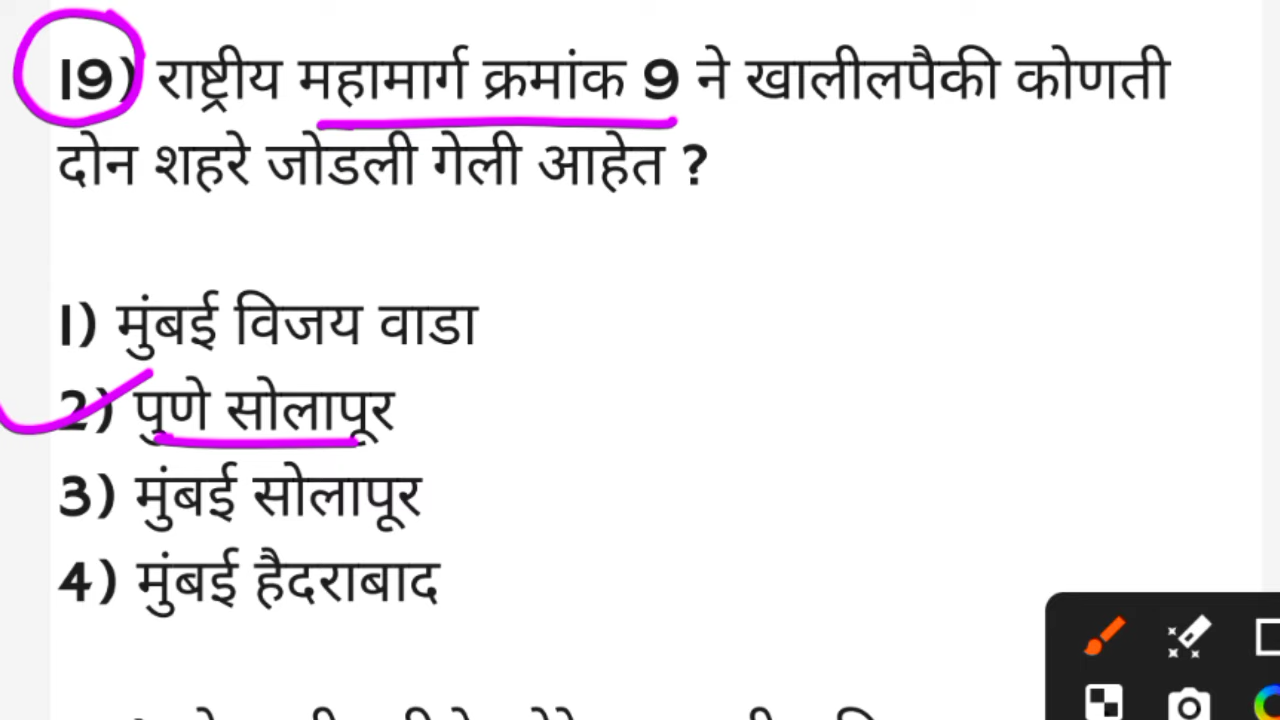 19) राष्ट्रीय महामार्ग क्रमांक 9 ने खालीलपैकी कोणती
दोन शहरे जोडली गेली आहेत ?
1) मुंबई विजय वाडा
2) पुणे सोलापूर
3) मुंबई सोलापूर
4) मुंबई हैदराबाद